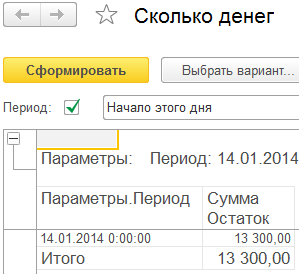 Сколько денег
Сформировать
Выбрать вариант...
Период:
Начало этого дня
Параметры: Период: 14.01.2014
Параметры.Период Сумма
Остаток
14.01.2014 0:00:00 13 300,00
Итого 13 300,00